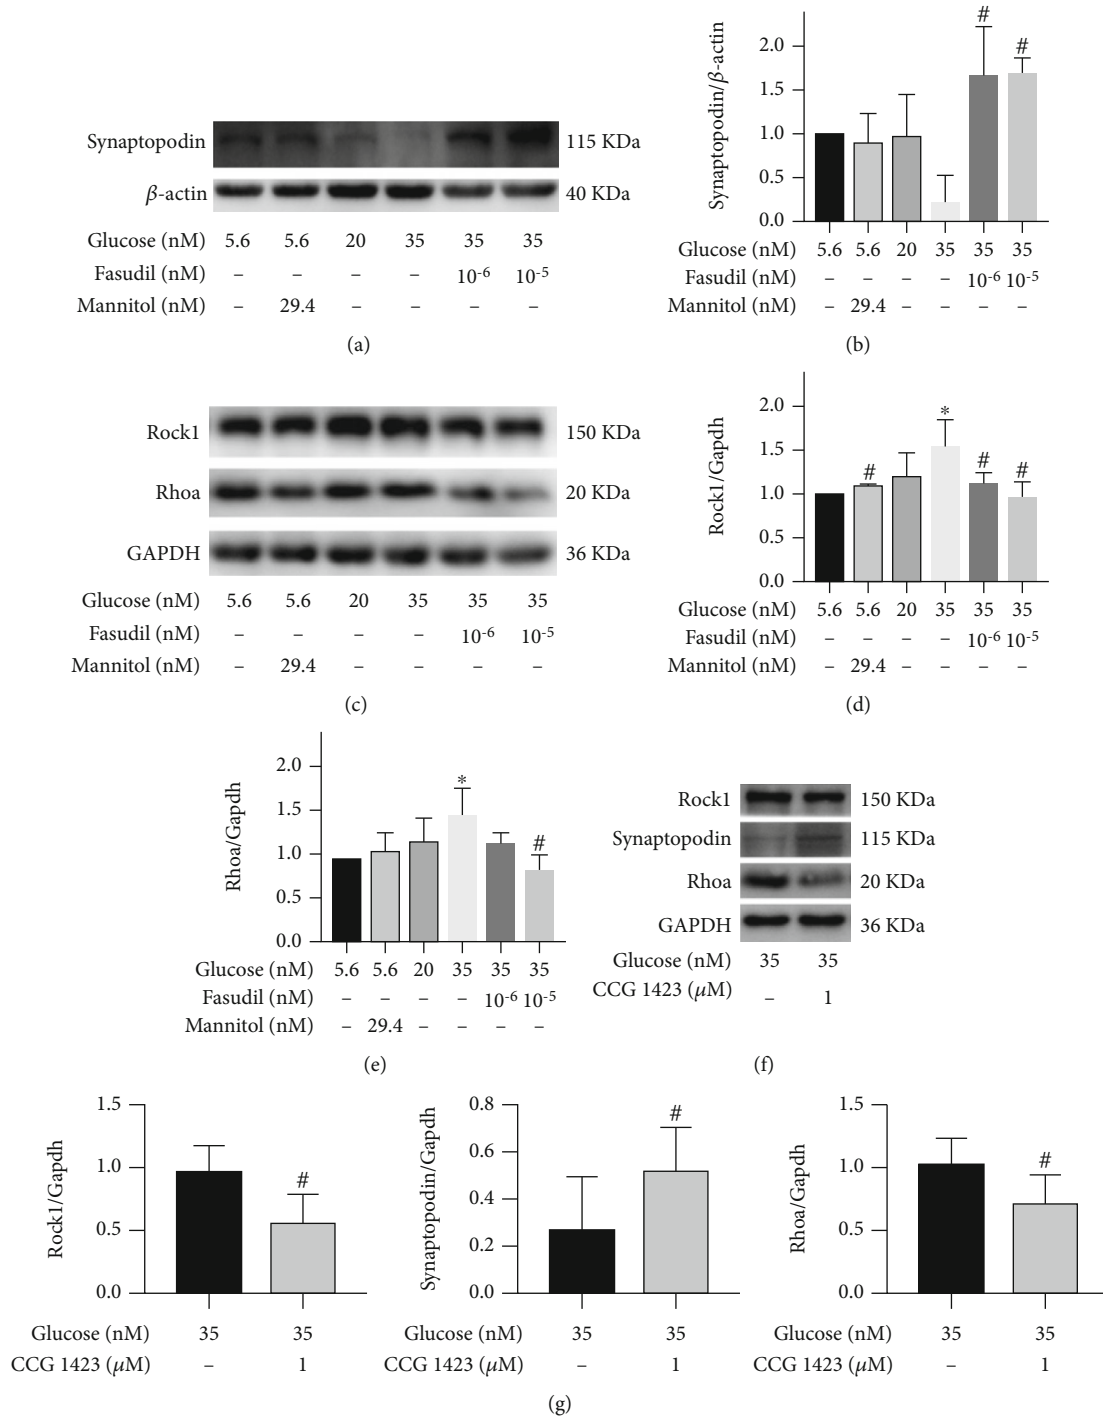 Synaptopodin 115 KDa
β-actin 40 KDa
Glucose (nM) 5.6 5.6 20 35 35 35
Fasudil (nM) – – – – 10-6 10-5
Mannitol (nM) – 29.4 – – – –
(a)
Synaptopodin/β-actin
2.0
1.5
1.0
0.5
0.0
# #
Glucose (nM) 5.6 5.6 20 35 35 35
Fasudil (nM) – – – – 10-6 10-5
Mannitol (nM) – 29.4 – – – –
(b)
Rock1 150 KDa
Rhoa 20 KDa
GAPDH 36 KDa
Glucose (nM) 5.6 5.6 20 35 35 35
Fasudil (nM) – – – – 10-6 10-5
Mannitol (nM) – 29.4 – – – –
(c)
Rock1/Gapdh
2.0
1.5
1.0
0.5
0.0
# * # #
Glucose (nM) 5.6 5.6 20 35 35 35
Fasudil (nM) – – – – 10-6 10-5
Mannitol (nM) – 29.4 – – – –
(d)
Rhoa/Gapdh
2.0
1.5
1.0
0.5
0.0
* #
Glucose (nM) 5.6 5.6 20 35 35 35
Fasudil (nM) – – – – 10-6 10-5
Mannitol (nM) – 29.4 – – – –
(e)
Rock1 150 KDa
Synaptopodin 115 KDa
Rhoa 20 KDa
GAPDH 36 KDa
Glucose (nM) 35 35
CCG 1423 (μM) – 1
(f)
Rock1/Gapdh
1.5
1.0
0.5
0.0
#
Glucose (nM) 35 35
CCG 1423 (μM) – 1
Synaptopodin/Gapdh
0.8
0.6
0.4
0.2
0.0
#
Glucose (nM) 35 35
CCG 1423 (μM) – 1
Rhoa/Gapdh
1.5
1.0
0.5
0.0
#
Glucose (nM) 35 35
CCG 1423 (μM) – 1
(g)